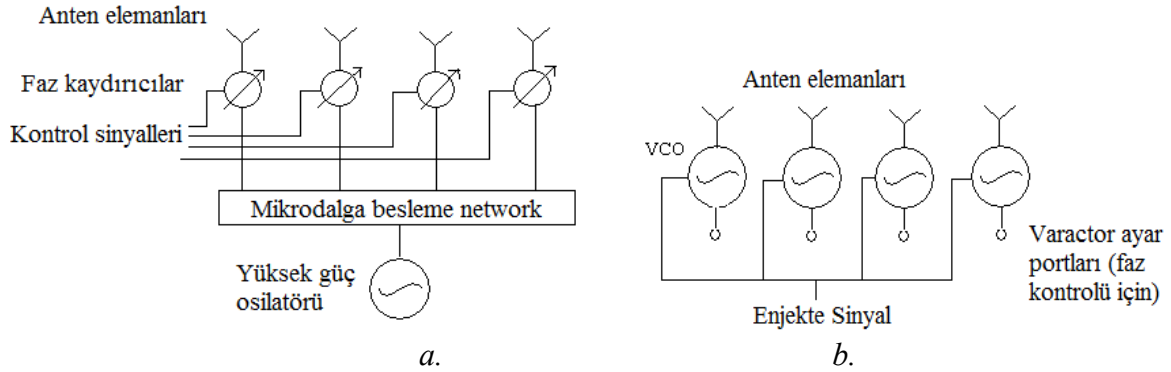 Anten elemanları
Faz kaydırıcılar
Kontrol sinyalleri
Mikrodalga besleme network
Yüksek güç
osilatörü
a.
Anten elemanları
VCO
Varactor ayar
portları (faz
kontrolü için)
Enjekte Sinyal
b.